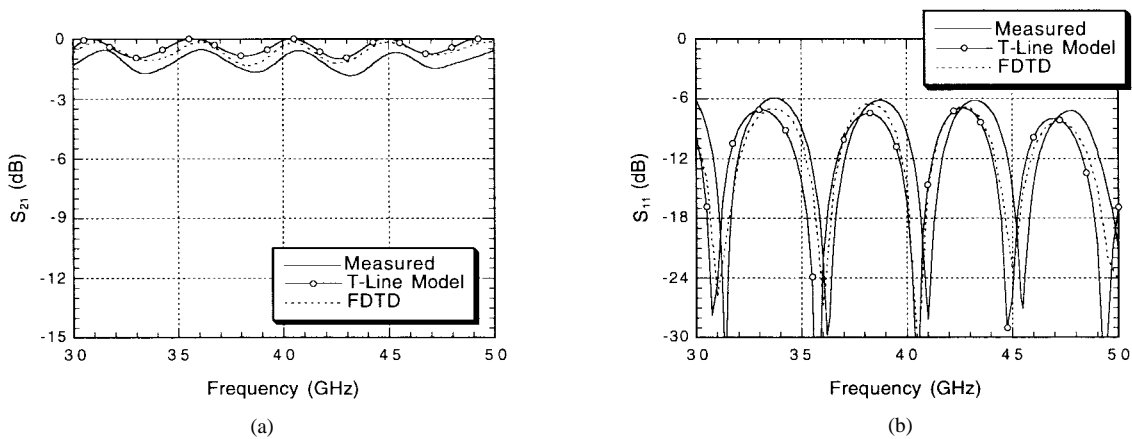 0
-3
-6
-9
-12
-15
S21 (dB)
Measured
T-Line Model
FDTD
30
35
40
45
50
Frequency (GHz)
(a)
Measured
T-Line Model
FDTD
0
-6
-12
-18
-24
-30
S11 (dB)
30
35
40
45
50
Frequency (GHz)
(b)